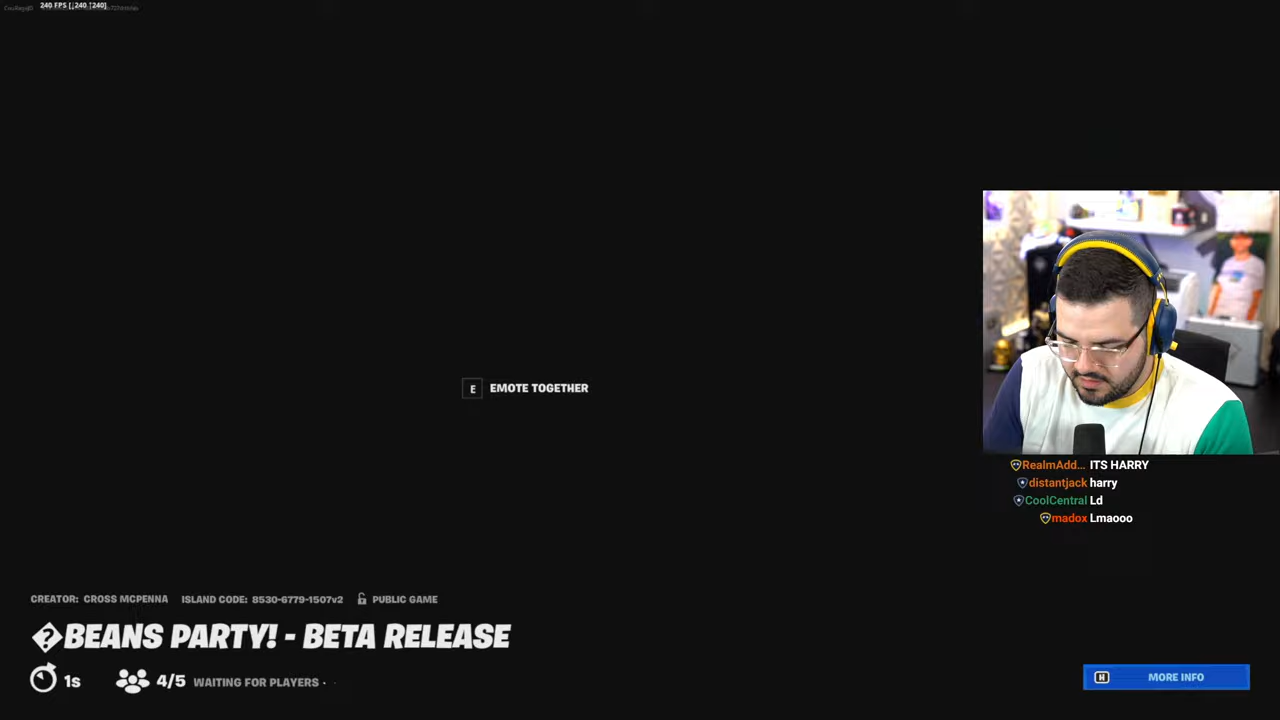 240 FPS [↓240 ↑240]
E EMOTE TOGETHER
RealmAdd... ITS HARRY
distantjack harry
CoolCentral Ld
madox Lmaooo
CREATOR: CROSS MCPENNA ISLAND CODE: 8530-6779-1507v2 PUBLIC GAME
�BEANS PARTY! - BETA RELEASE
1s 4/5 WAITING FOR PLAYERS
H MORE INFO